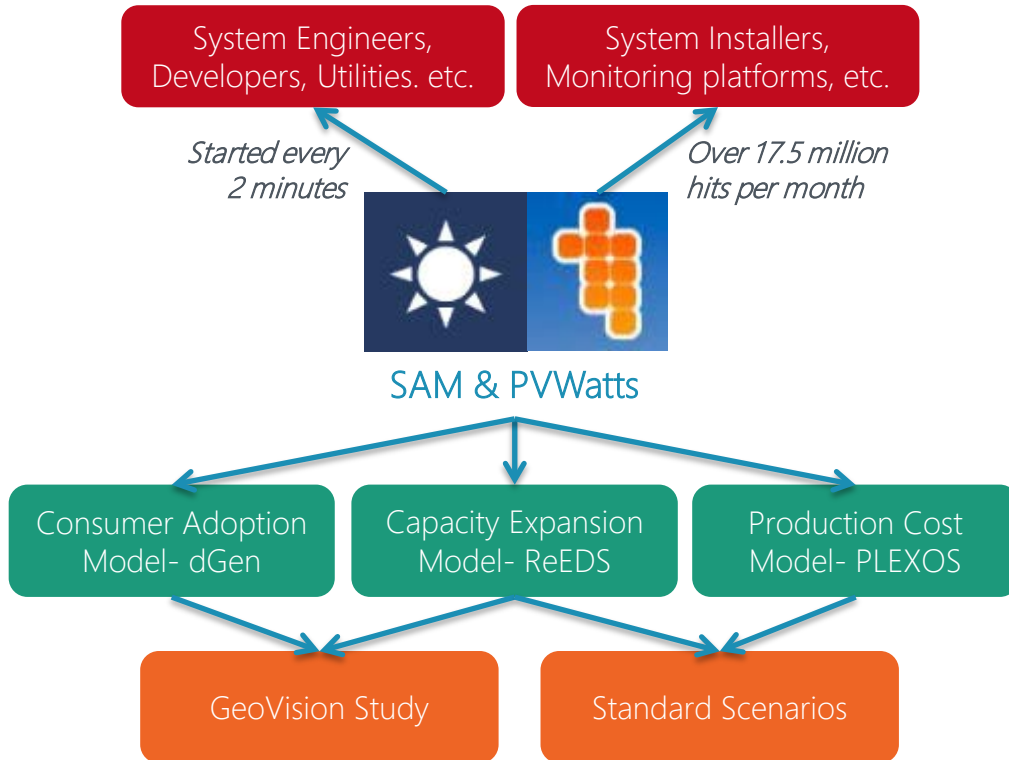 System Engineers,
Developers, Utilities. etc.
System Installers,
Monitoring platforms, etc.
Started every
2 minutes
Over 17.5 million
hits per month
SAM & PVWatts
Consumer Adoption
Model- dGen
Capacity Expansion
Model- ReEDS
Production Cost
Model- PLEXOS
GeoVision Study
Standard Scenarios